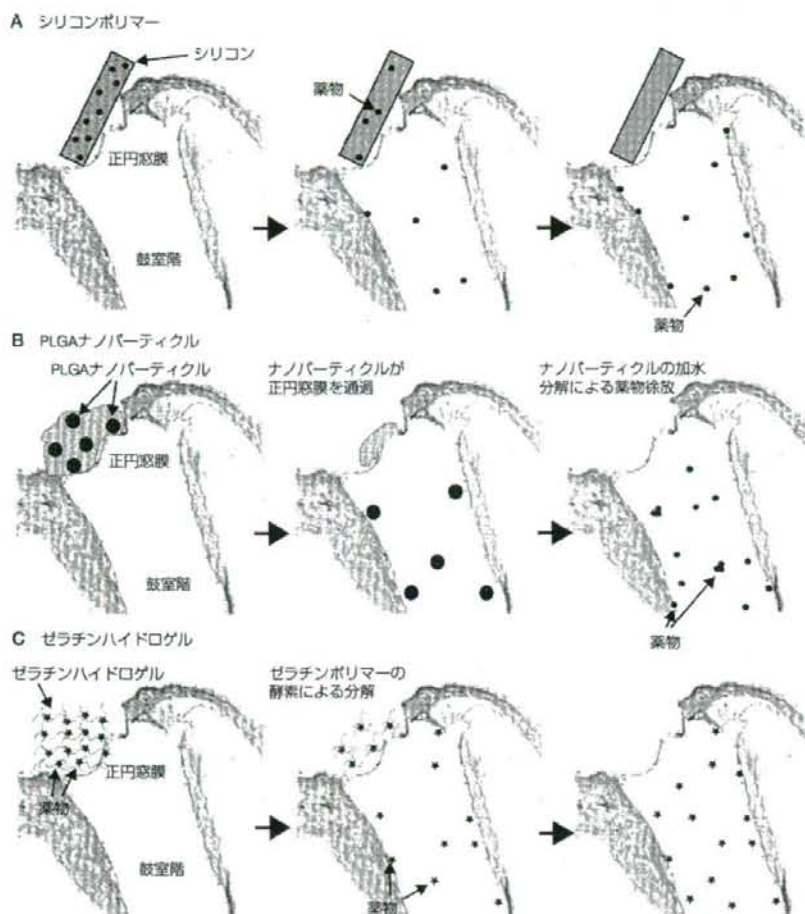 A シリコンポリマー
シリコン
薬物
正円窓膜
鼓室階
薬物
B PLGAナノパーティクル
PLGAナノパーティクル
ナノパーティクルが
正円窓膜を通過
ナノパーティクルの加水
分解による薬物徐放
正円窓膜
鼓室階
薬物
C ゼラチンハイドロゲル
ゼラチンハイドロゲル
ゼラチンポリマーの
酵素による分解
正円窓膜
薬物
鼓室階
薬物